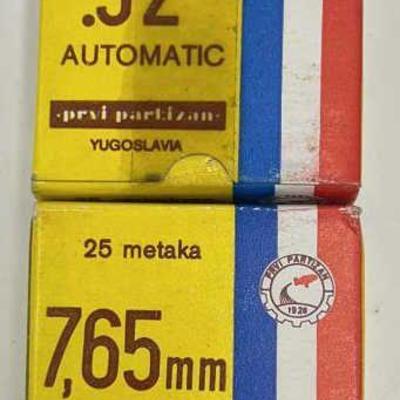 .32
AUTOMATIC
·prvi partizan·
YUGOSLAVIA
25 metaka
PRVI PARTIZAN
1928
7,65mm